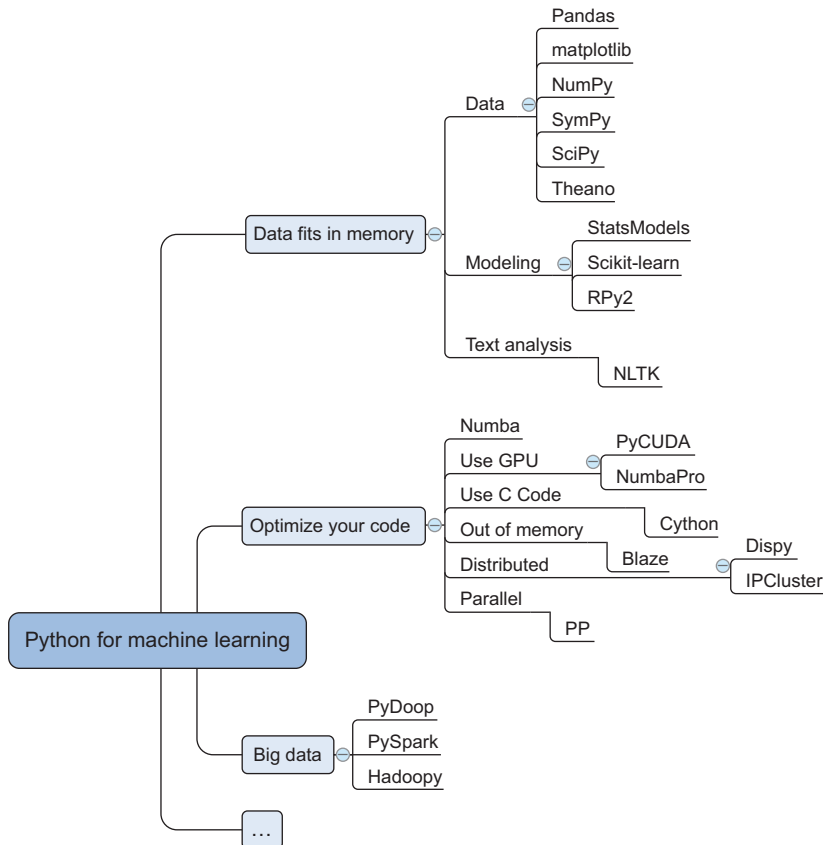 Pandas
matplotlib
NumPy
Data
SymPy
SciPy
Theano
Data fits in memory
StatsModels
Modeling
Scikit-learn
RPy2
Text analysis
NLTK
Numba
PyCUDA
Use GPU
NumbaPro
Use C Code
Cython
Optimize your code
Out of memory
Blaze
Dispy
Distributed
IPCluster
Parallel
PP
Python for machine learning
PyDoop
Big data
PySpark
Hadoopy
...